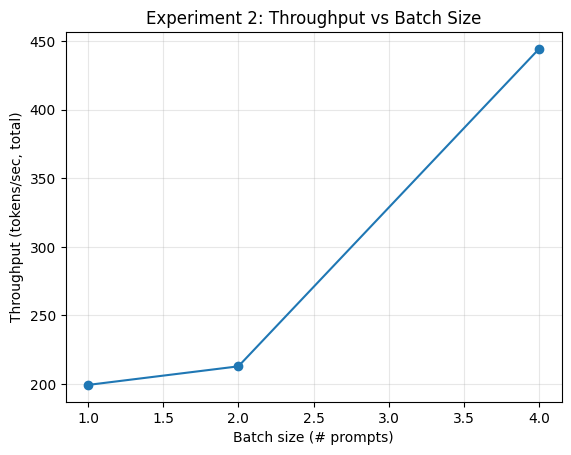 Experiment 2: Throughput vs Batch Size
Throughput (tokens/sec, total)
450
400
350
300
250
200
1.0 1.5 2.0 2.5 3.0 3.5 4.0
Batch size (# prompts)